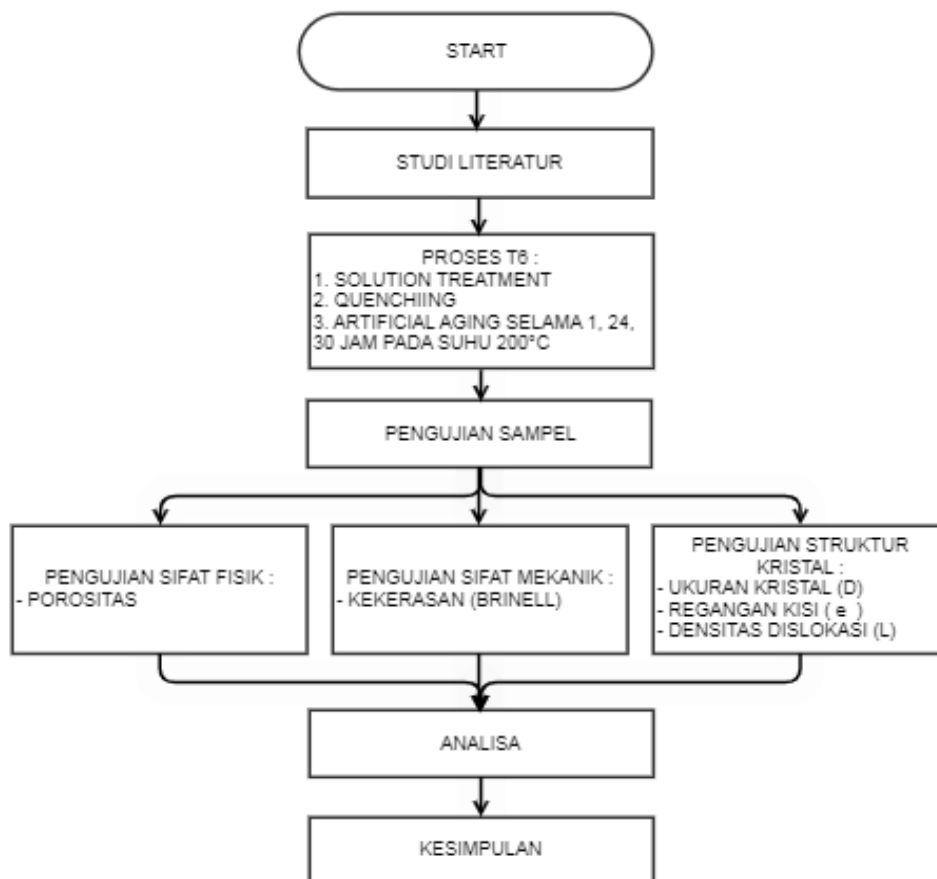 START
STUDI LITERATUR
PROSES T6 :
1. SOLUTION TREATMENT
2. QUENCHIING
3. ARTIFICIAL AGING SELAMA 1, 24,
30 JAM PADA SUHU 200°C
PENGUJIAN SAMPEL
PENGUJIAN SIFAT FISIK :
- POROSITAS
PENGUJIAN SIFAT MEKANIK :
- KEKERASAN (BRINELL)
PENGUJIAN STRUKTUR
KRISTAL :
- UKURAN KRISTAL (D)
- REGANGAN KISI ( e )
- DENSITAS DISLOKASI (L)
ANALISA
KESIMPULAN